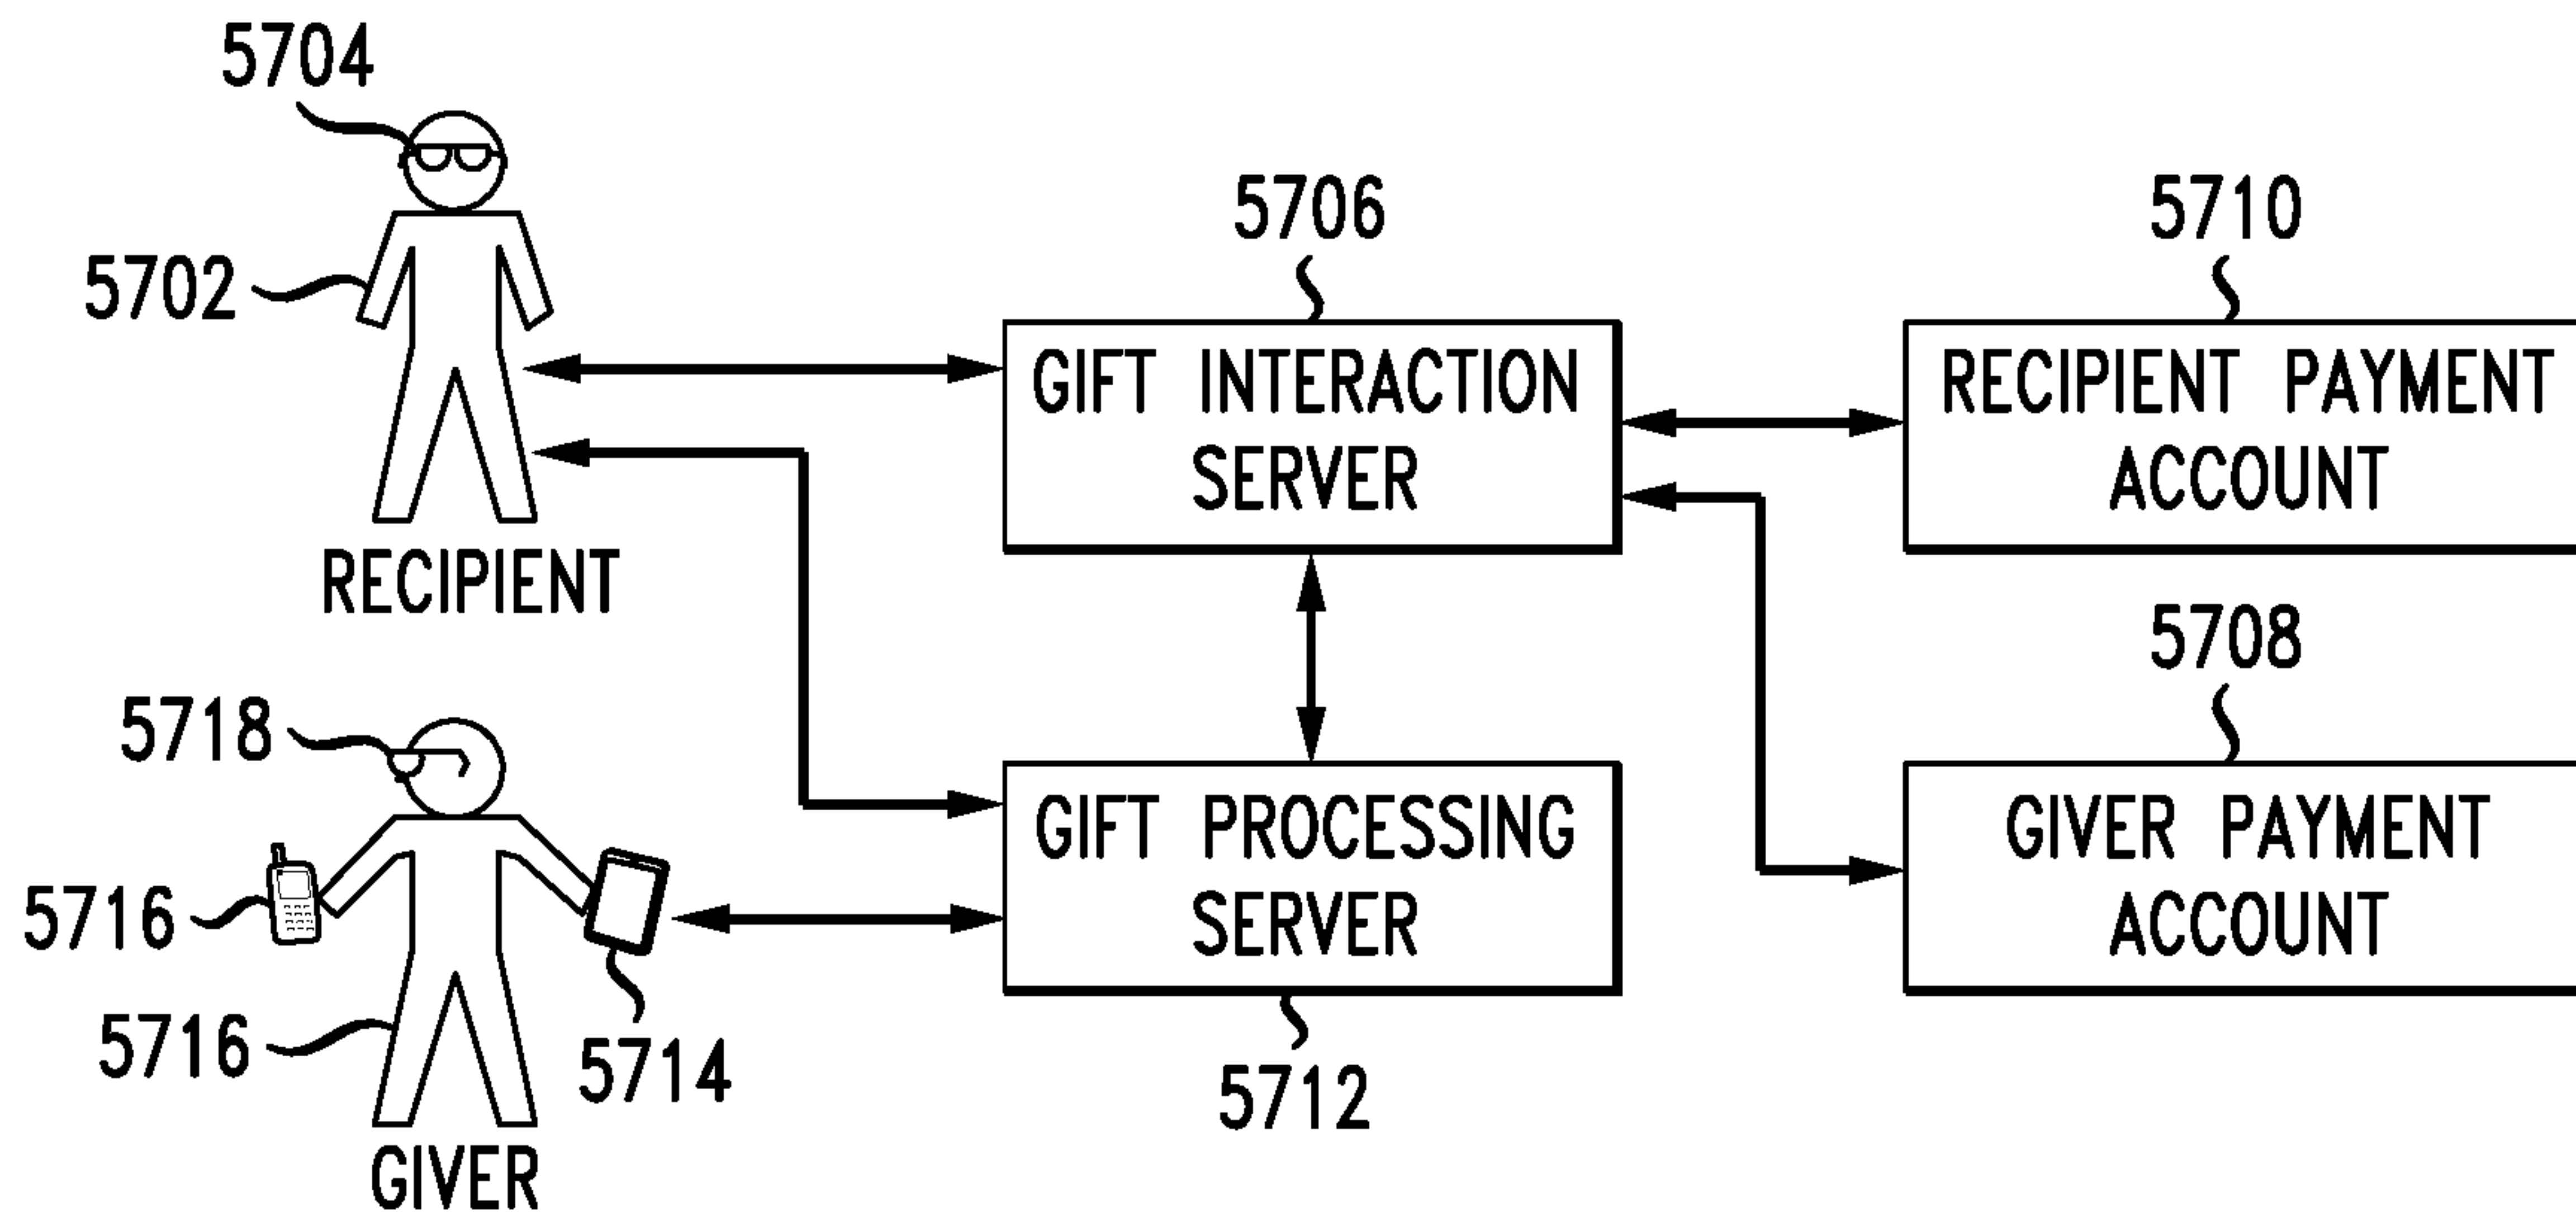 5704
5702
RECIPIENT
5706
GIFT INTERACTION
SERVER
5710
RECIPIENT PAYMENT
ACCOUNT
5718
5716
5716
5714
GIVER
GIFT PROCESSING
SERVER
5712
5708
GIVER PAYMENT
ACCOUNT